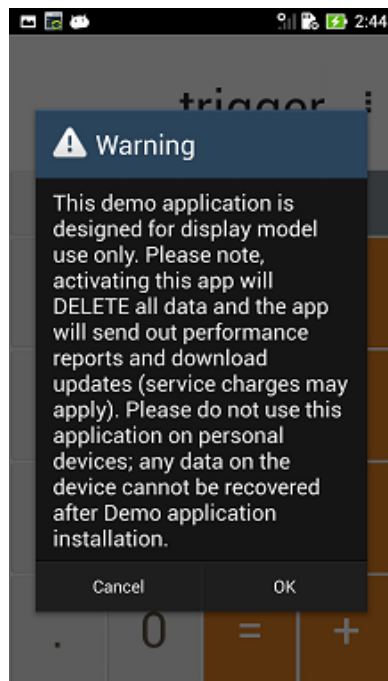 2:44
trigger
Warning
This demo application is
designed for display model
use only. Please note,
activating this app will
DELETE all data and the app
will send out performance
reports and download
updates (service charges may
apply). Please do not use this
application on personal
devices; any data on the
device cannot be recovered
after Demo application
installation.
Cancel OK
. 0 = +